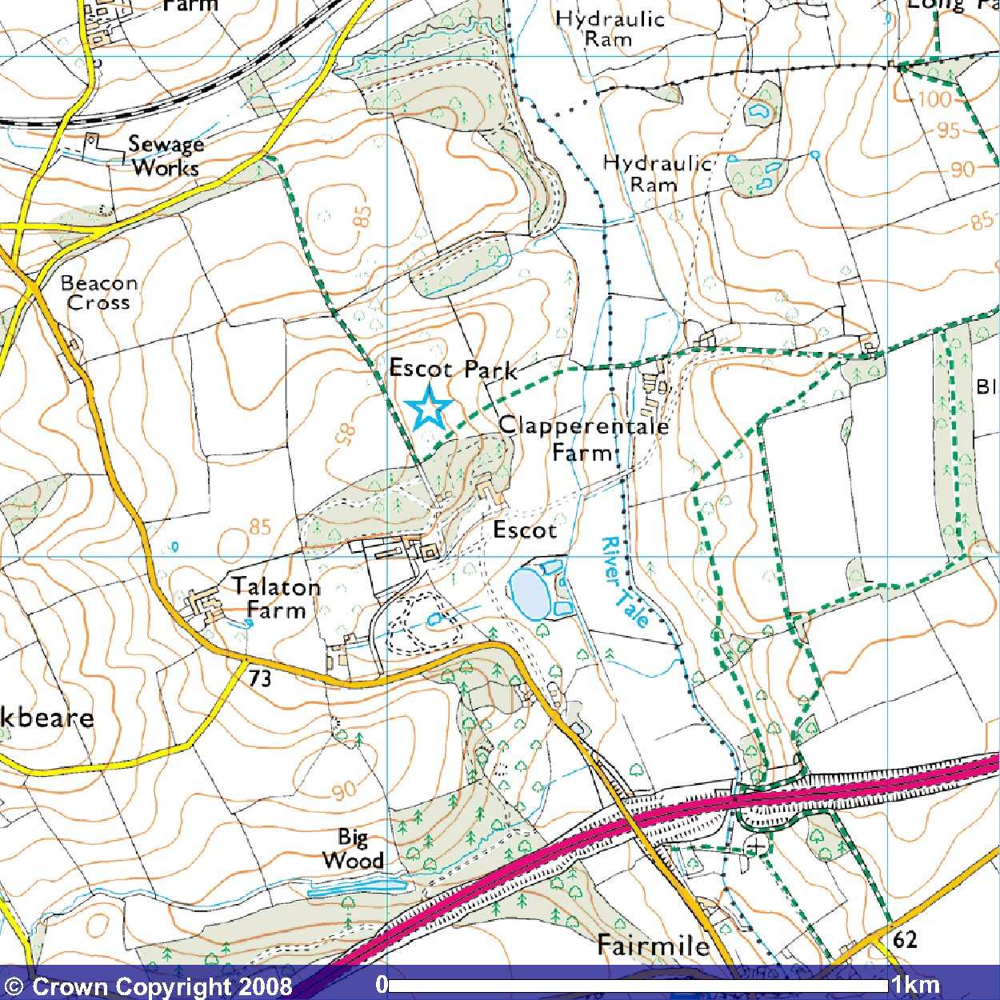 Farm
Hydraulic
Ram
100
95
90
Sewage
Works
Hydraulic
Ram
85
85
Beacon
Cross
Escot Park
85
Clapperentale
Farm
Escot
85
River Tale
Talaton
Farm
73
kbeare
90
Big
Wood
Fairmile
62
© Crown Copyright 2008
0
1km